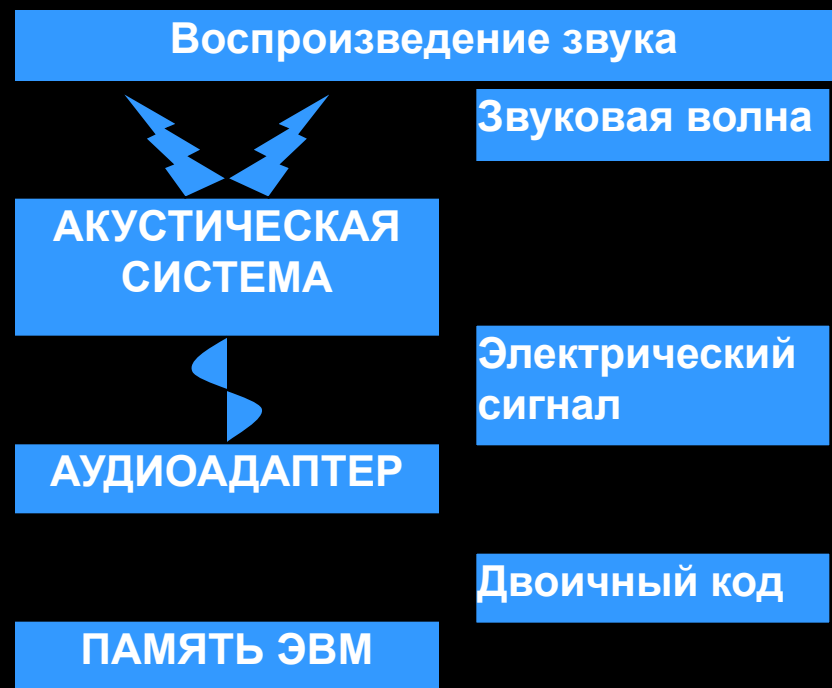 Воспроизведение звука
Звуковая волна
АКУСТИЧЕСКАЯ
СИСТЕМА
Электрический
сигнал
АУДИОАДАПТЕР
Двоичный код
ПАМЯТЬ ЭВМ